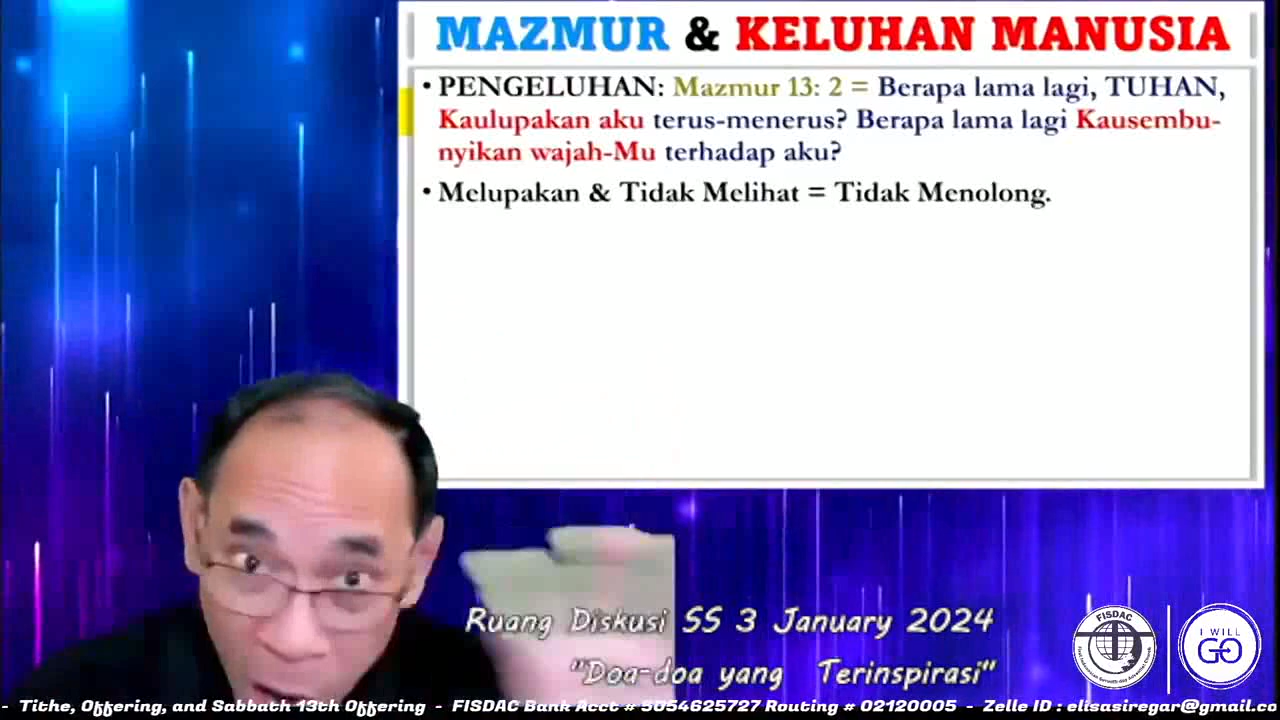 MAZMUR & KELUHAN MANUSIA
• PENGELUHAN: Mazmur 13: 2 = Berapa lama lagi, TUHAN,
Kaulupakan aku terus-menerus? Berapa lama lagi Kausembu-
nyikan wajah-Mu terhadap aku?
• Melupakan & Tidak Melihat = Tidak Menolong.
Ruang Diskusi SS 3 January 2024
"Doa-doa yang Terinspirasi"
FISDAC
I WILL
GO
- Tithe, Offering, and Sabbath 13th Offering - FISDAC Bank Acct # 5054625727 Routing # 02120005 - Zelle ID : elisasiregar@gmail.co